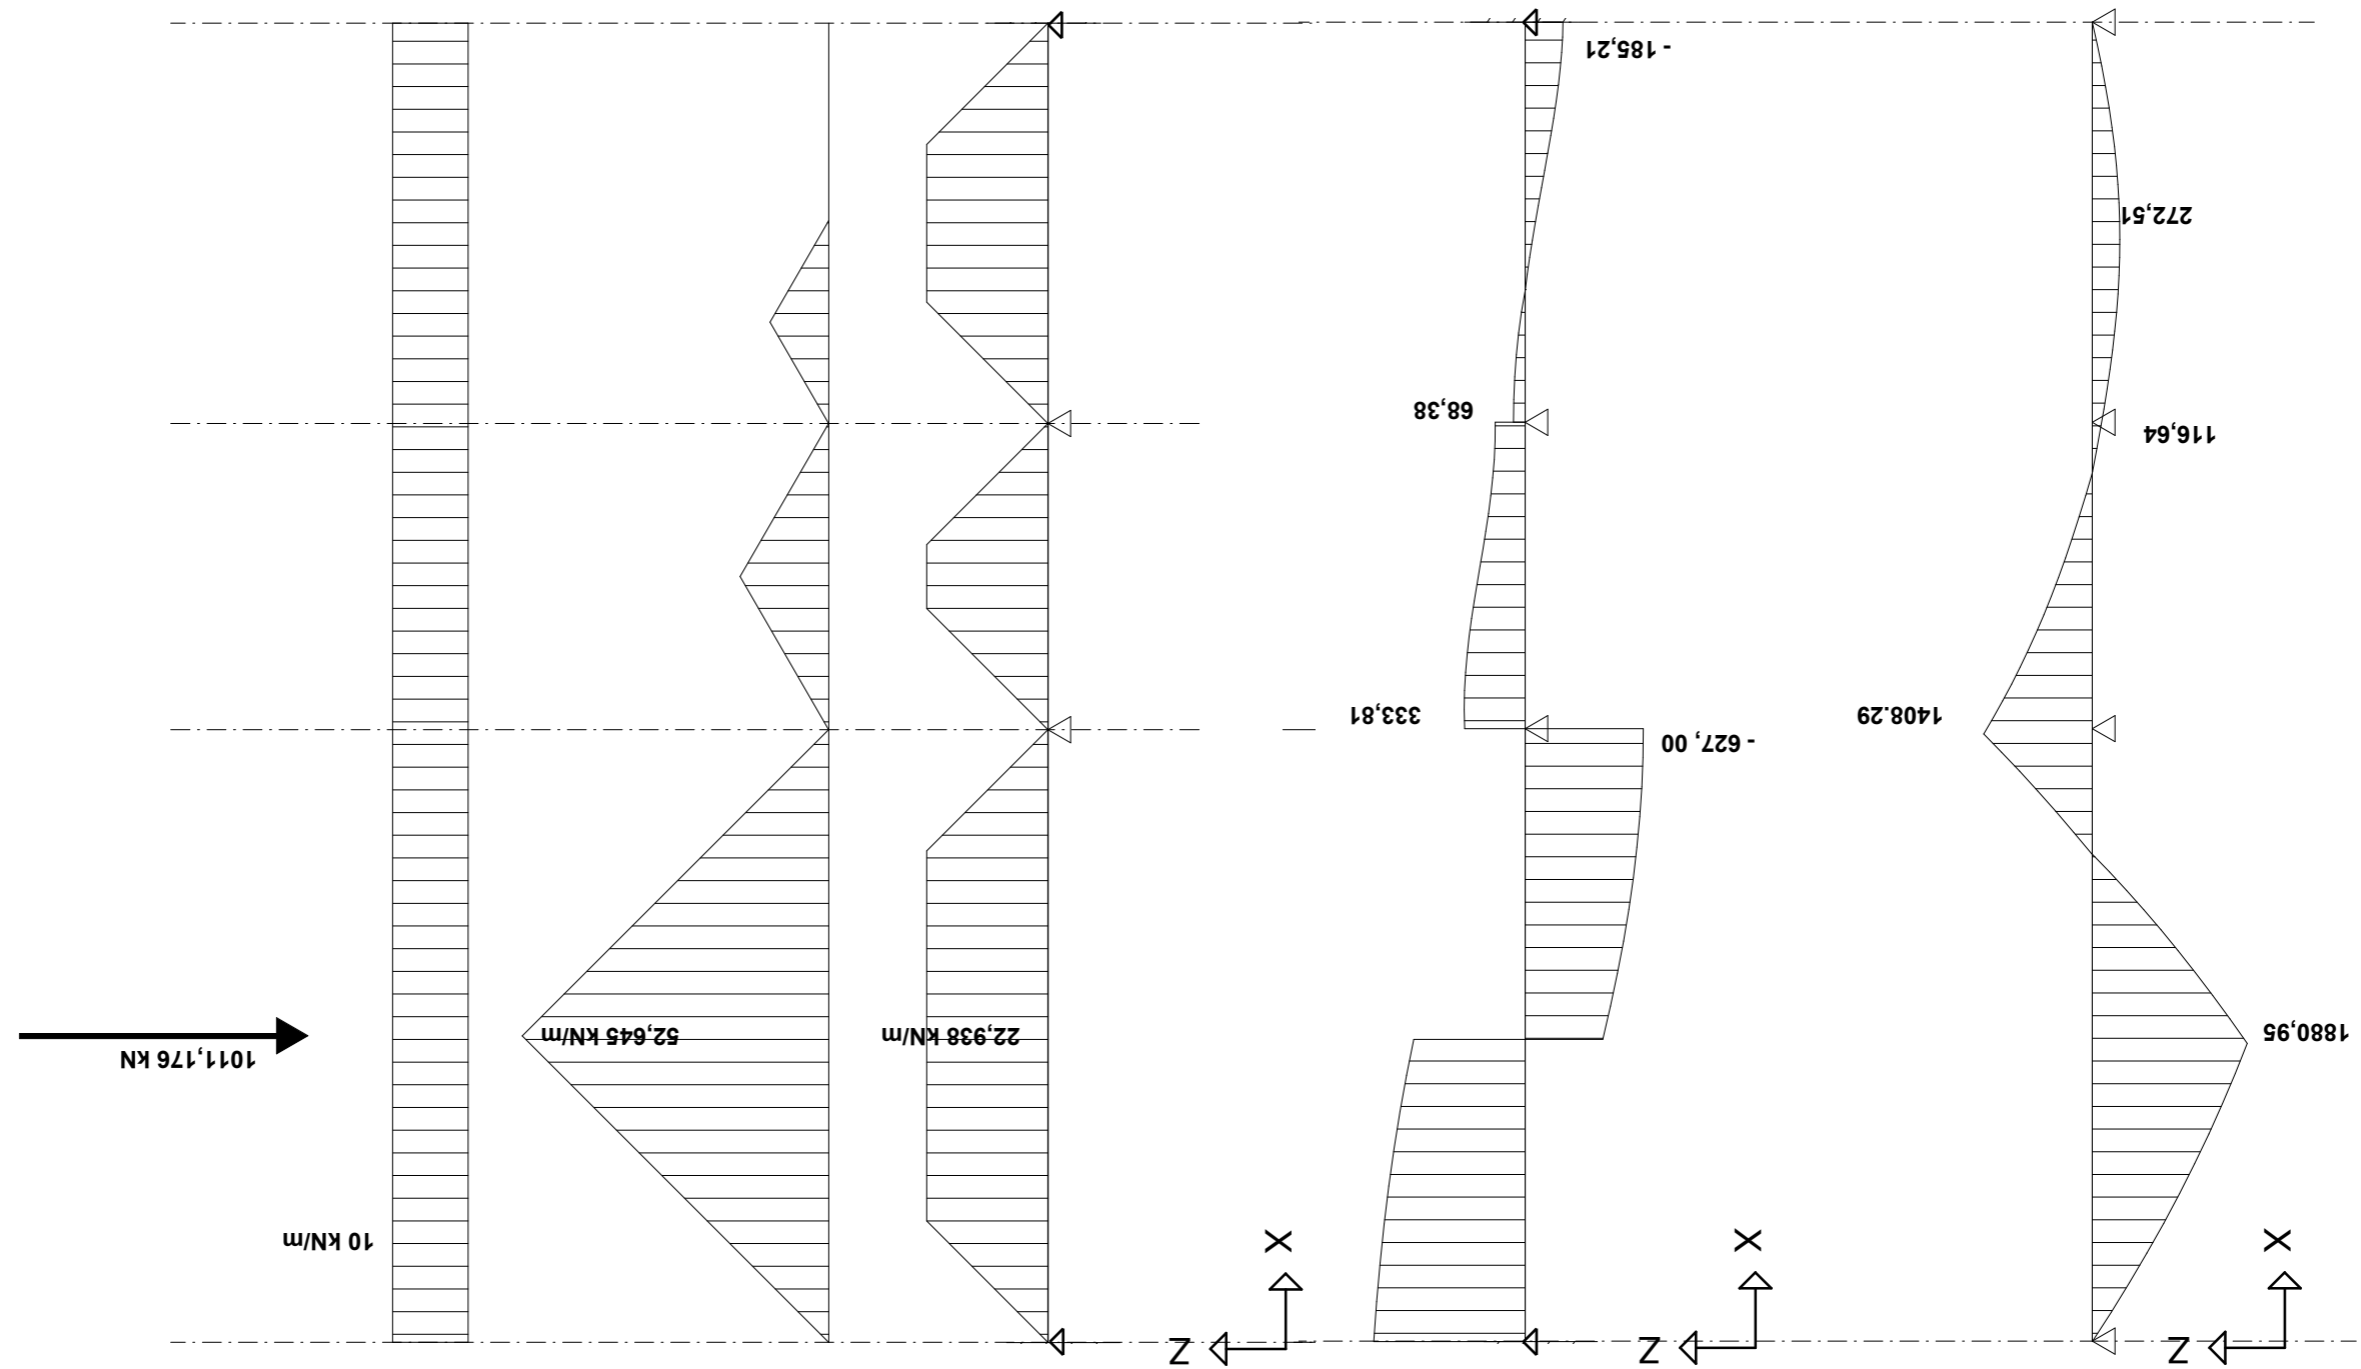 Z
Z
Z
X
X
X
10 kN/m
1011,176 kN
1880,95
22,938 kN/m
52,645 kN/m
- 627, 00
1408.29
333,81
116,64
68,38
272,51
- 185,21